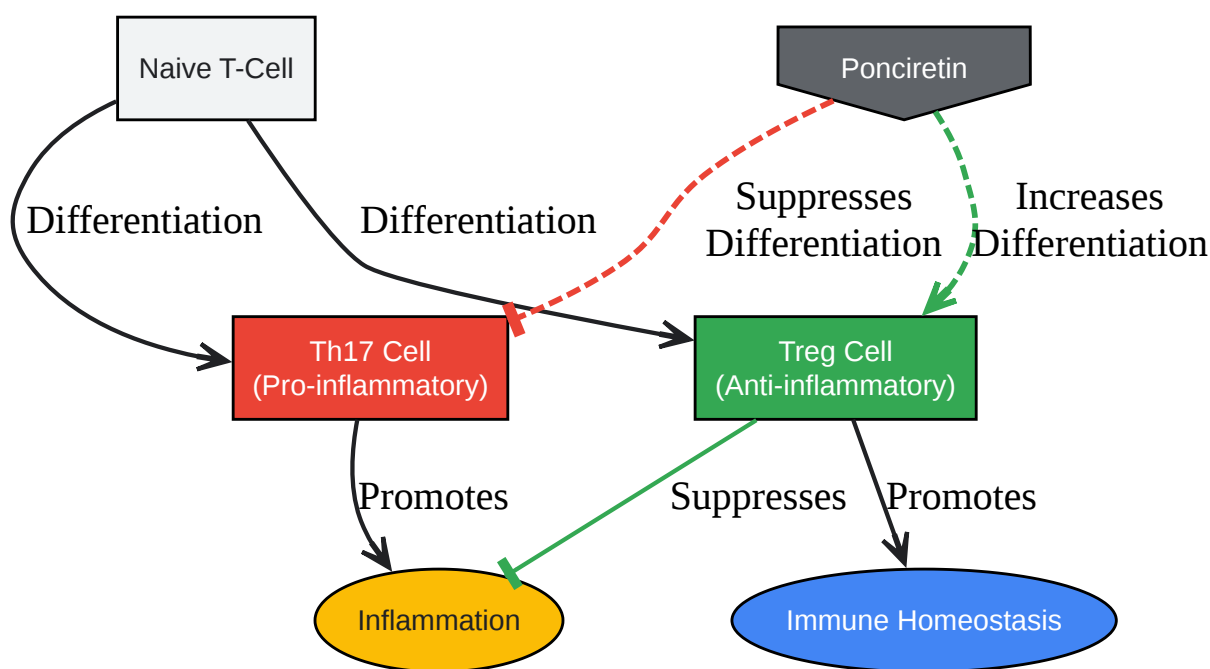 Naive T-Cell
Ponciretin
Differentiation
Differentiation
Suppresses
Differentiation
Increases
Differentiation
Th17 Cell
(Pro-inflammatory)
Treg Cell
(Anti-inflammatory)
Promotes
Suppresses
Promotes
Inflammation
Immune Homeostasis